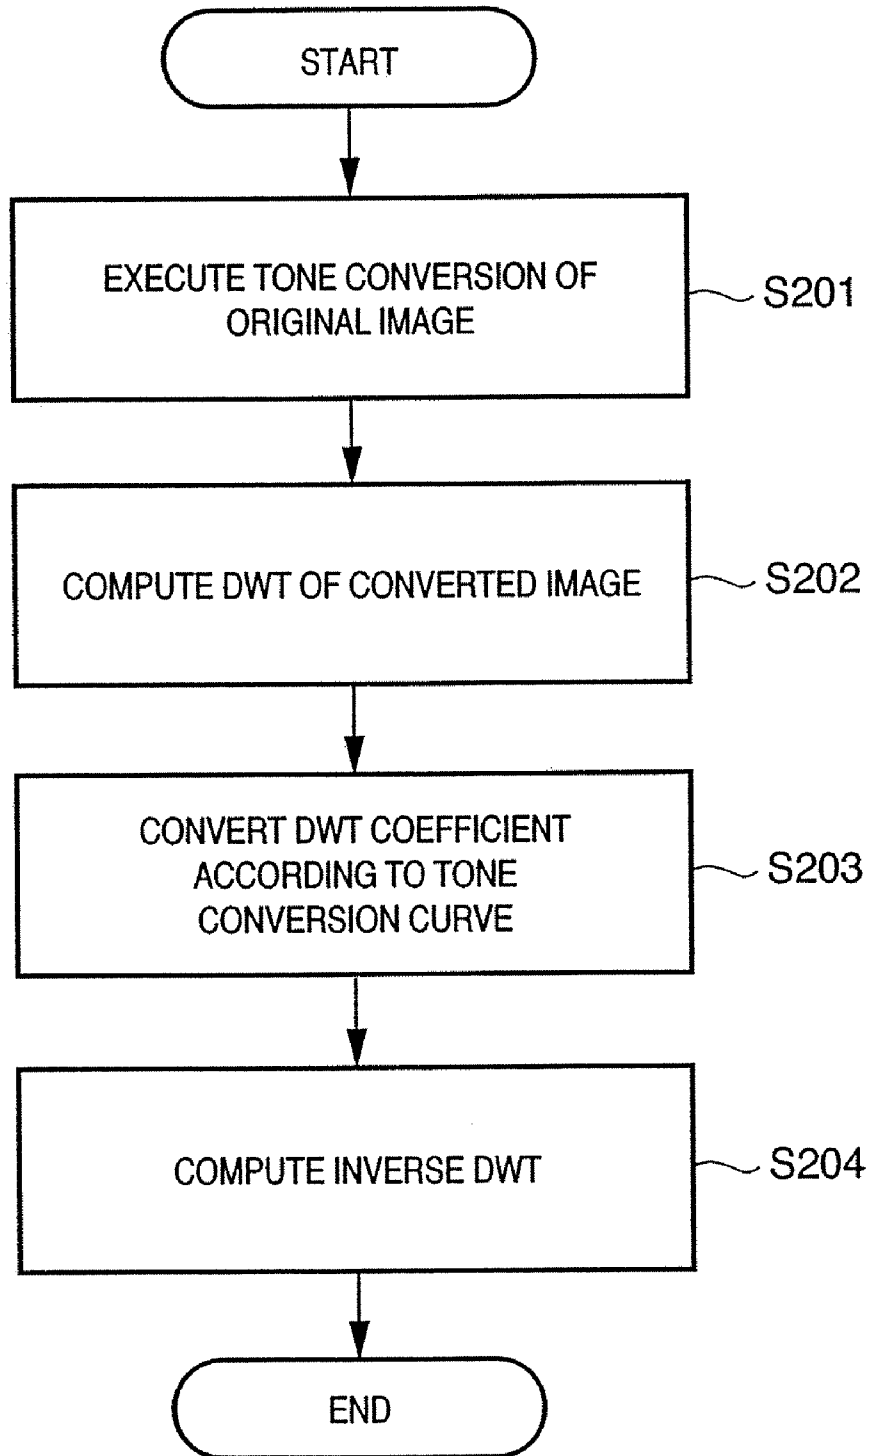 START
EXECUTE TONE CONVERSION OF
ORIGINAL IMAGE
S201
COMPUTE DWT OF CONVERTED IMAGE
S202
CONVERT DWT COEFFICIENT
ACCORDING TO TONE
CONVERSION CURVE
S203
COMPUTE INVERSE DWT
S204
END